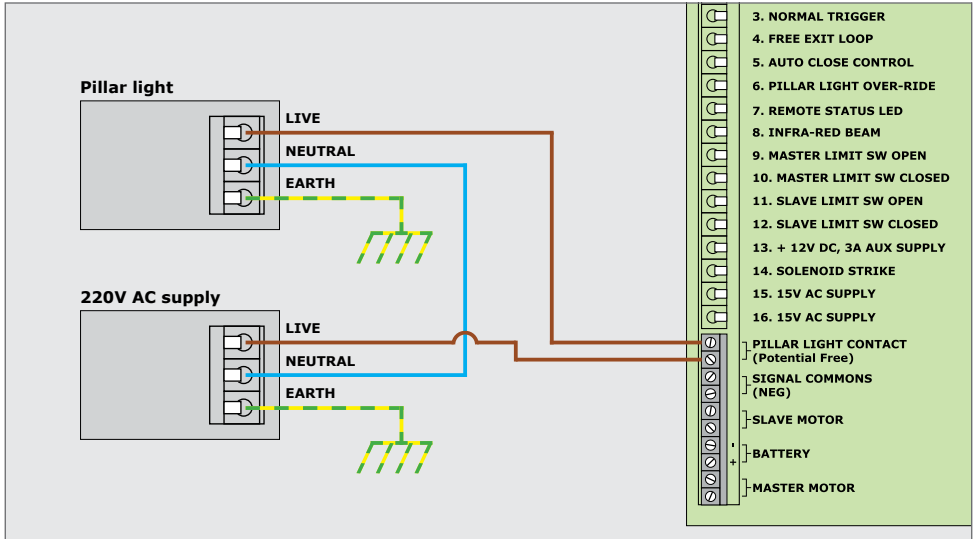 3. NORMAL TRIGGER
4. FREE EXIT LOOP
5. AUTO CLOSE CONTROL
6. PILLAR LIGHT OVER-RIDE
7. REMOTE STATUS LED
8. INFRA-RED BEAM
9. MASTER LIMIT SW OPEN
10. MASTER LIMIT SW CLOSED
11. SLAVE LIMIT SW OPEN
12. SLAVE LIMIT SW CLOSED
13. + 12V DC, 3A AUX SUPPLY
14. SOLENOID STRIKE
15. 15V AC SUPPLY
16. 15V AC SUPPLY
PILLAR LIGHT CONTACT
(Potential Free)
SIGNAL COMMONS
(NEG)
SLAVE MOTOR
-
BATTERY
+
MASTER MOTOR
Pillar light
LIVE
NEUTRAL
EARTH
220V AC supply
LIVE
NEUTRAL
EARTH